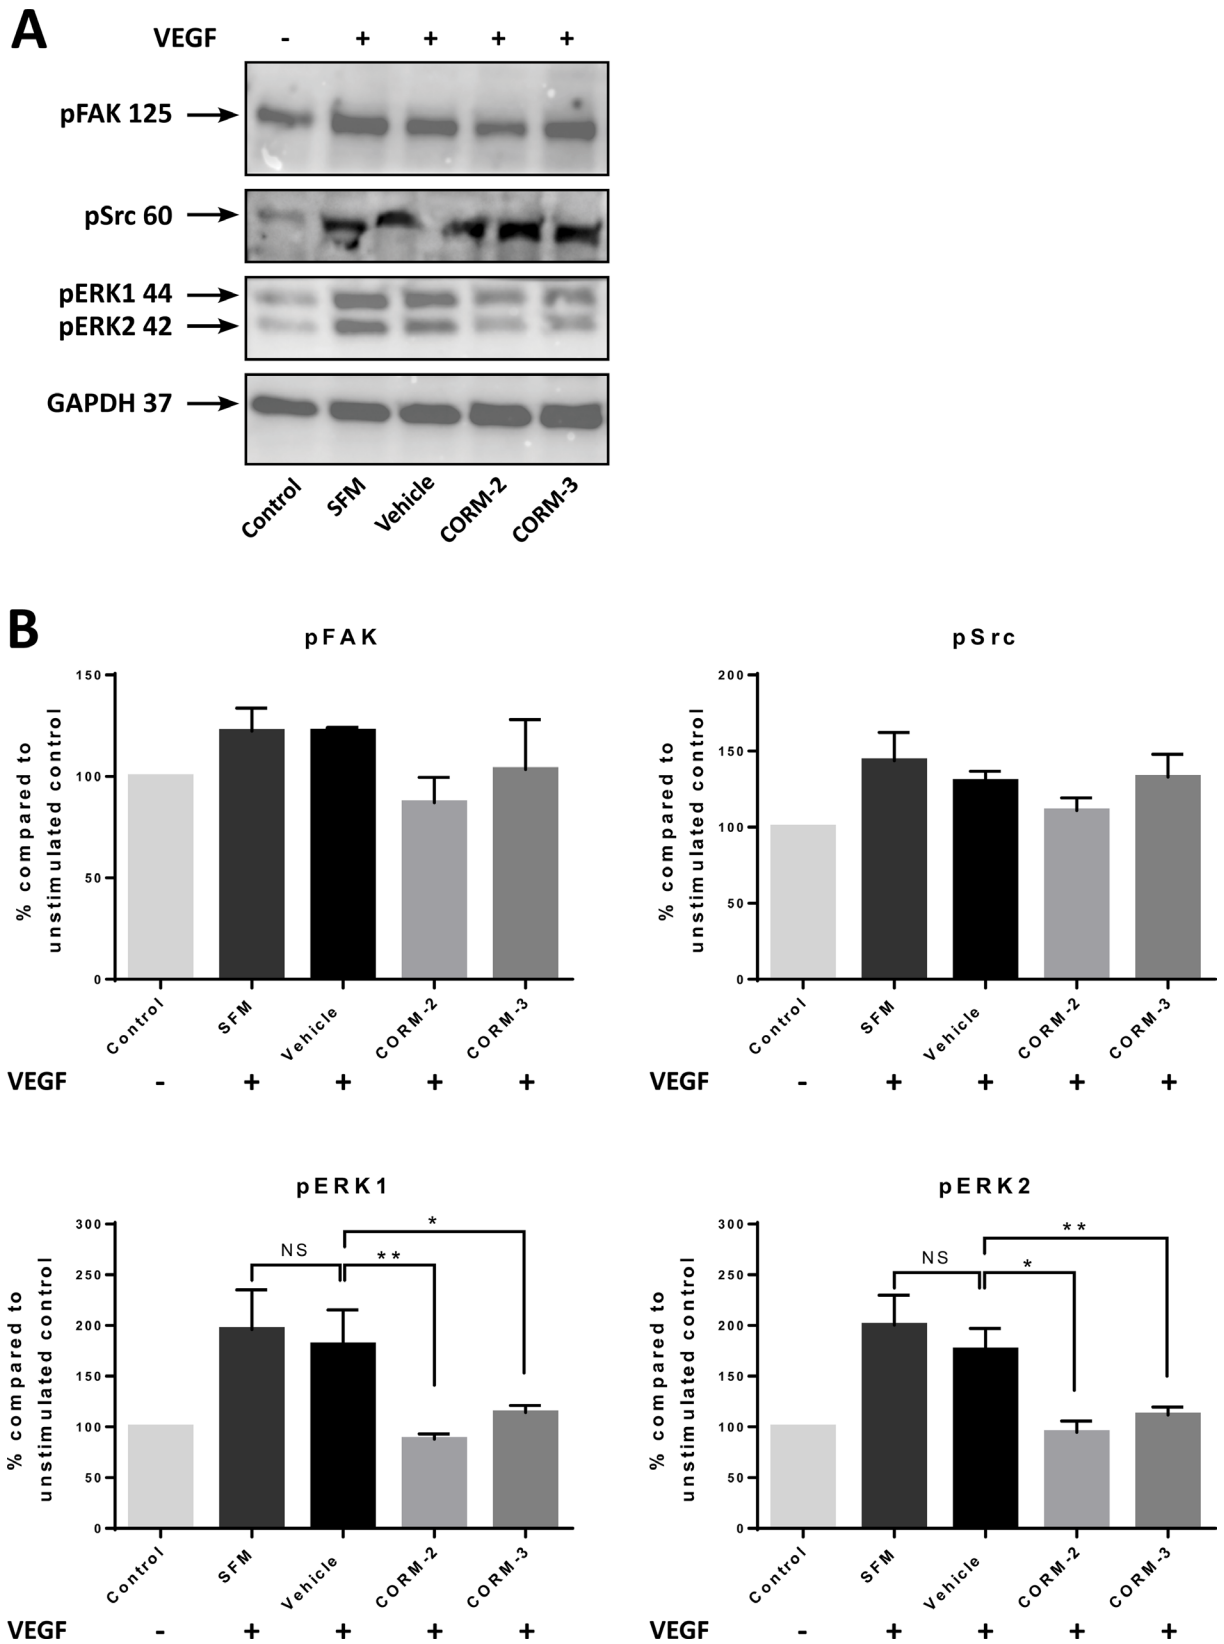 A
VEGF - + + + +
pFAK 125
pSrc 60
pERK1 44
pERK2 42
GAPDH 37
Control SFM Vehicle CORM-2 CORM-3
B
pFAK
% compared to
unstimulated control
150
100
50
0
Control SFM Vehicle CORM-2 CORM-3
VEGF - + + + +
pSrc
% compared to
unstimulated control
200
150
100
50
0
Control SFM Vehicle CORM-2 CORM-3
VEGF - + + + +
pERK1
% compared to
unstimulated control
300
250
200
150
100
50
0
NS
**
*
Control SFM Vehicle CORM-2 CORM-3
VEGF - + + + +
pERK2
% compared to
unstimulated control
300
250
200
150
100
50
0
NS
*
**
Control SFM Vehicle CORM-2 CORM-3
VEGF - + + + +